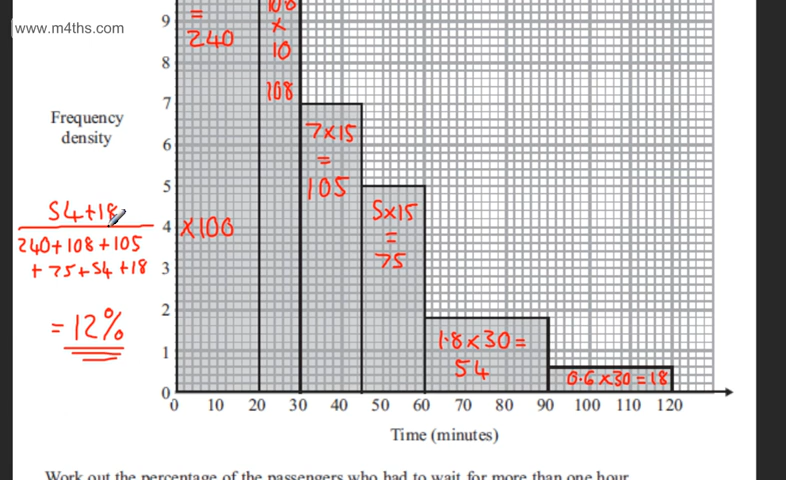 www.m4ths.com
=
240
108
x
10
108
9
8
7
6
5
4
3
2
1
0
Frequency
density
7x15
=
105
5x15
=
75
54+18
240+108+105
+75+54+18
x100
= 12%
1.8x30=
54
0.6x30=18
0 10 20 30 40 50 60 70 80 90 100 110 120
Time (minutes)
Work out the percentage of the passengers who had to wait for more than one hour